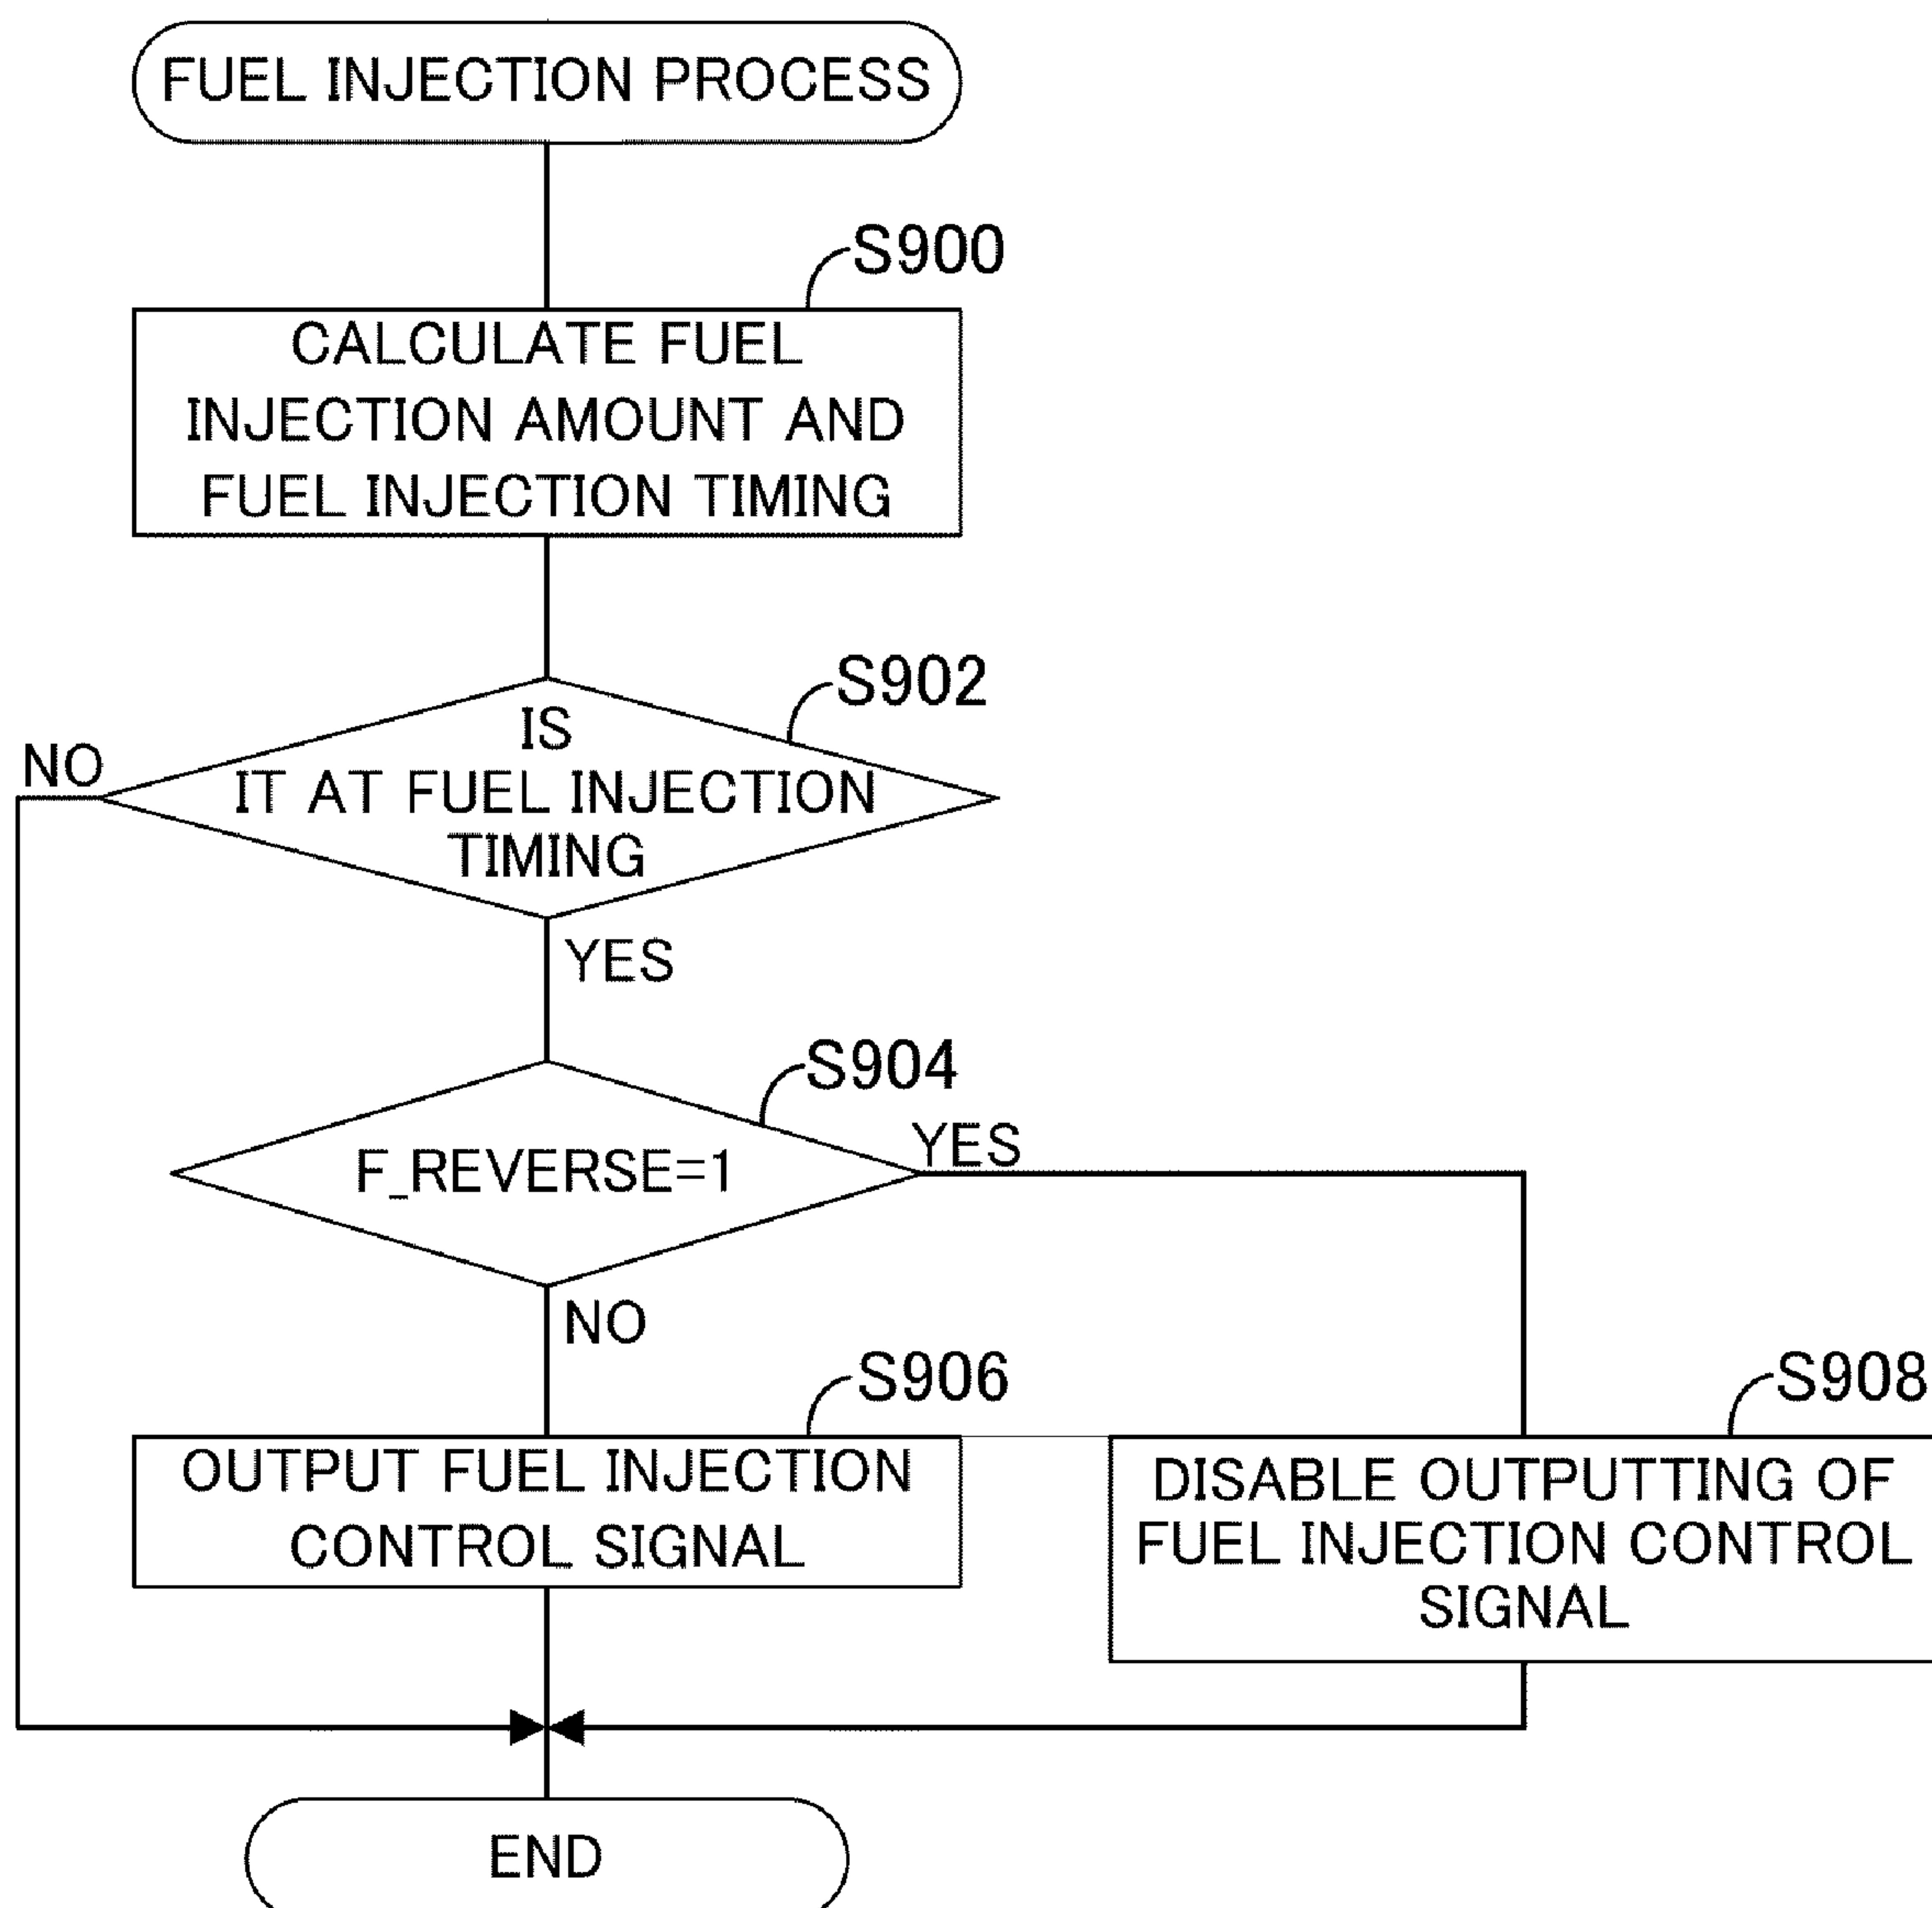 FUEL INJECTION PROCESS
S900
CALCULATE FUEL
INJECTION AMOUNT AND
FUEL INJECTION TIMING
S902
NO
IS
IT AT FUEL INJECTION
TIMING
YES
S904
F_REVERSE=1
YES
NO
S906
OUTPUT FUEL INJECTION
CONTROL SIGNAL
S908
DISABLE OUTPUTTING OF
FUEL INJECTION CONTROL
SIGNAL
END